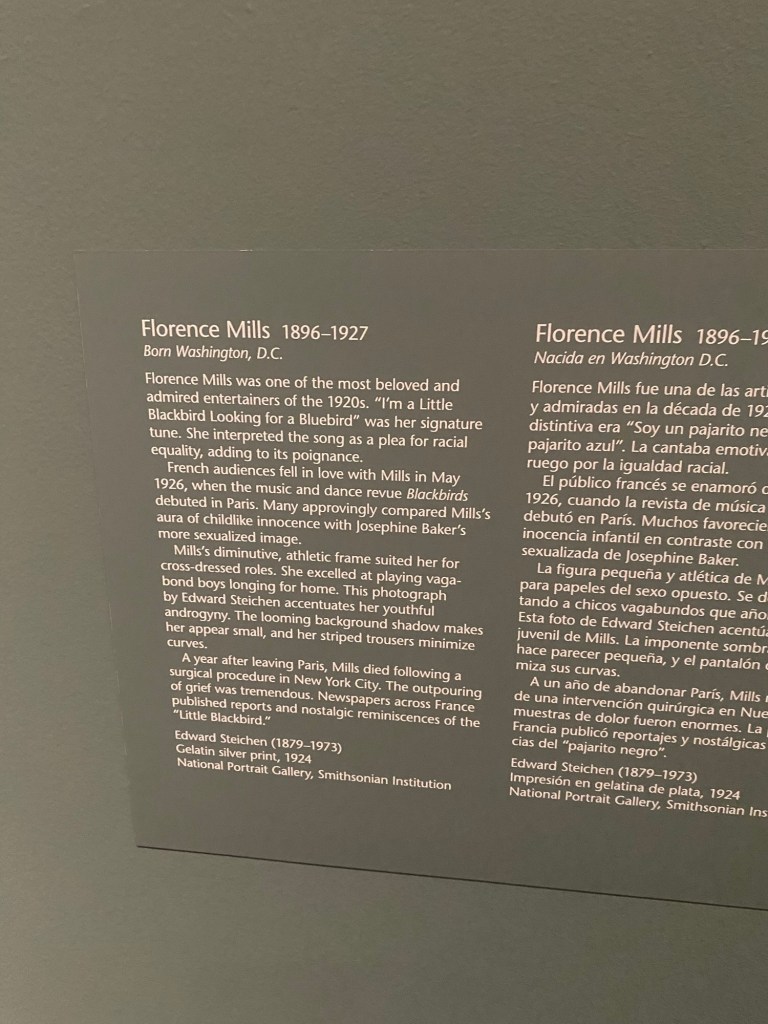 Florence Mills 1896–1927
Born Washington, D.C.
Florence Mills was one of the most beloved and
admired entertainers of the 1920s. “I’m a Little
Blackbird Looking for a Bluebird” was her signature
tune. She interpreted the song as a plea for racial
equality, adding to its poignance.
French audiences fell in love with Mills in May
1926, when the music and dance revue Blackbirds
debuted in Paris. Many approvingly compared Mills’s
aura of childlike innocence with Josephine Baker’s
more sexualized image.
Mills’s diminutive, athletic frame suited her for
cross-dressed roles. She excelled at playing vaga-
bond boys longing for home. This photograph
by Edward Steichen accentuates her youthful
androgyny. The looming background shadow makes
her appear small, and her striped trousers minimize
curves.
A year after leaving Paris, Mills died following a
surgical procedure in New York City. The outpouring
of grief was tremendous. Newspapers across France
published reports and nostalgic reminiscences of the
“Little Blackbird.”
Edward Steichen (1879–1973)
Gelatin silver print, 1924
National Portrait Gallery, Smithsonian Institution
Florence Mills 1896–19
Nacida en Washington D.C.
Florence Mills fue una de las arti
y admiradas en la década de 192
distintiva era “Soy un pajarito ne
pajarito azul”. La cantaba emotiv
ruego por la igualdad racial.
El público francés se enamoró
1926, cuando la revista de música
debutó en París. Muchos favorecie
inocencia infantil en contraste con
sexualizada de Josephine Baker.
La figura pequeña y atlética de M
para papeles del sexo opuesto. Se d
tando a chicos vagabundos que año
Esta foto de Edward Steichen acentúa
juvenil de Mills. La imponente sombr
hace parecer pequeña, y el pantalón
miza sus curvas.
A un año de abandonar París, Mills
de una intervención quirúrgica en Nue
muestras de dolor fueron enormes. La
Francia publicó reportajes y nostálgicas
cias del “pajarito negro”.
Edward Steichen (1879–1973)
Impresión en gelatina de plata, 1924
National Portrait Gallery, Smithsonian Ins